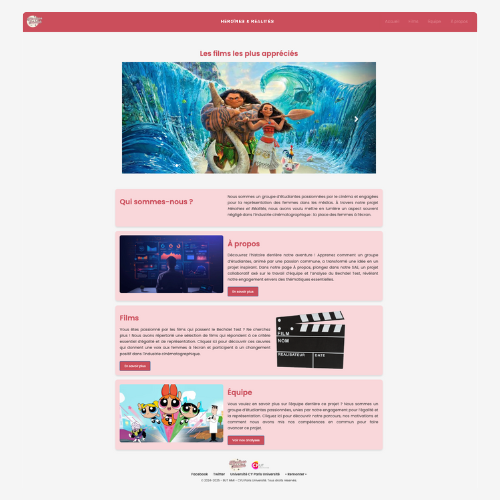 HÉROÏNES & RÉALITÉS
Accueil Films Équipe À propos
Les films les plus appréciés
Qui sommes-nous ?
Nous sommes un groupe d'étudiantes passionnées par le cinéma et engagées
pour la représentation des femmes dans les médias. À travers notre projet
Héroïnes et Réalités, nous avons voulu mettre en lumière un aspect souvent
négligé dans l'industrie cinématographique : la place des femmes à l'écran.
À propos
Découvrez l'histoire derrière notre aventure ! Apprenez comment un groupe
d'étudiantes, animé par une passion commune, a transformé une idée en un
projet inspirant. Dans notre page À propos, plongez dans notre SAE, un projet
collaboratif axé sur le travail d'équipe et l'analyse du Bechdel Test, révélant
notre engagement envers des thématiques essentielles.
En savoir plus
Films
Vous êtes passionné par les films qui passent le Bechdel Test ? Ne cherchez
plus ! Nous avons répertorié une sélection de films qui répondent à ce critère
essentiel d'égalité et de représentation. Cliquez ici pour découvrir ces œuvres
qui donnent une voix aux femmes à l'écran et participent à un changement
positif dans l'industrie cinématographique.
En savoir plus
FILM
NOM
REALISATEUR DATE
Équipe
Vous voulez en savoir plus sur l'équipe derrière ce projet ? Nous sommes un
groupe d'étudiantes passionnées, unies par notre engagement pour l'égalité et
la représentation. Cliquez ici pour découvrir notre parcours, nos motivations et
comment nous avons mis nos compétences en commun pour faire
avancer ce projet.
Voir nos analyses
Facebook Twitter Université CY Paris Université ↑ Remonter ↑
© 2024-2025 - BUT MMI - CY Paris Université. Tous droits réservés.